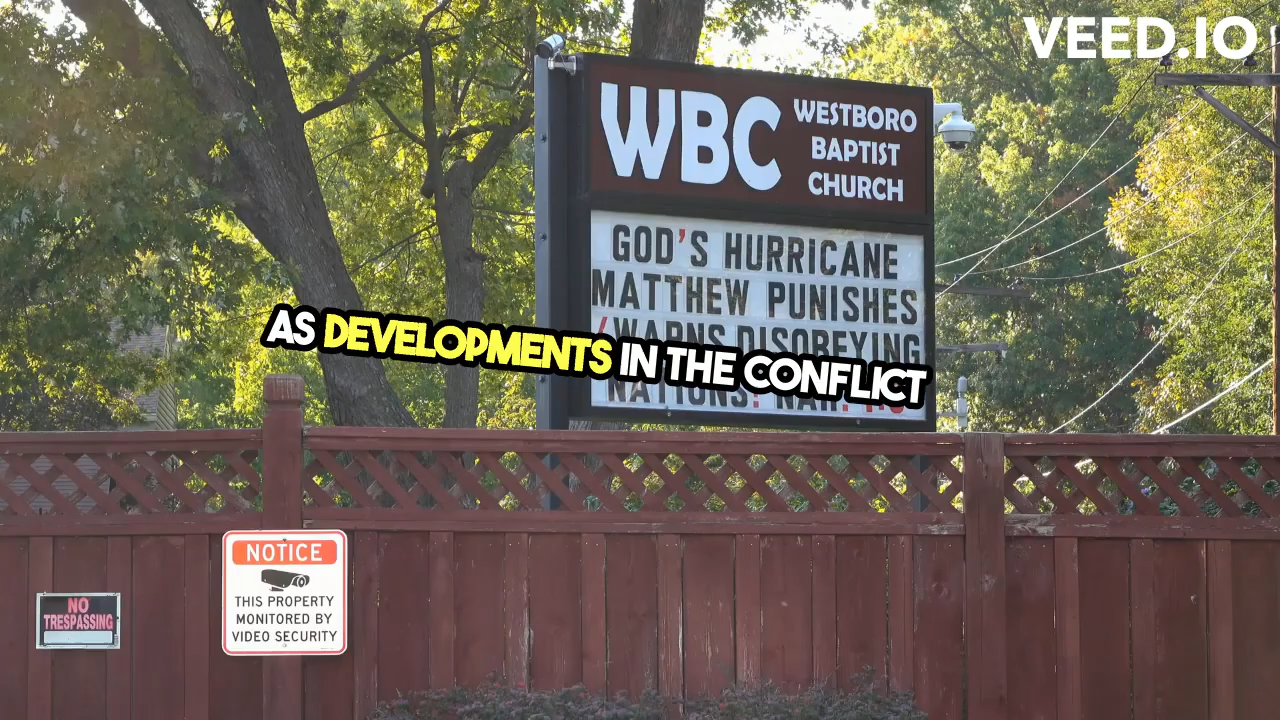 VEED.IO
WBC
WESTBORO
BAPTIST
CHURCH
GOD'S HURRICANE
MATTHEW PUNISHES
/WARNS DISOBEYING
AS DEVELOPMENTS IN THE CONFLICT
NATIONS!
NOTICE
THIS PROPERTY
MONITORED BY
VIDEO SECURITY
NO
TRESPASSING